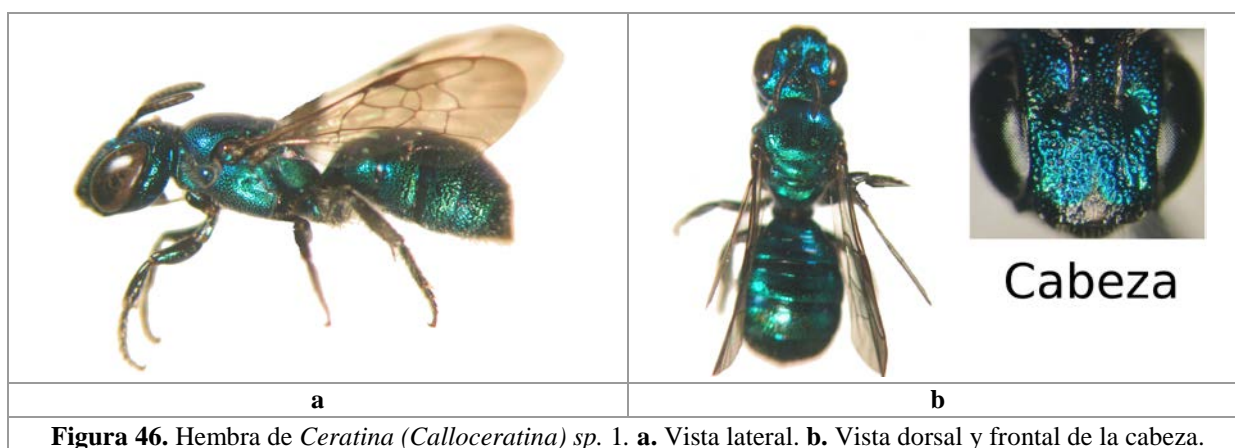 Cabeza
a b
Figura 46. Hembra de Ceratina (Calloceratina) sp. 1. a. Vista lateral. b. Vista dorsal y frontal de la cabeza.